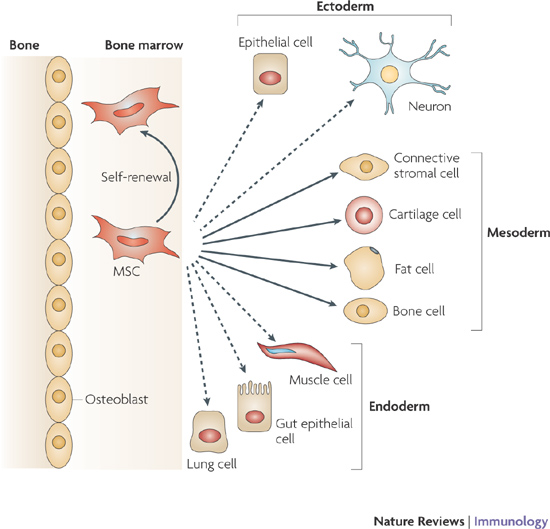 Ectoderm
Bone
Bone marrow
Epithelial cell
Neuron
Connective
stromal cell
Self-renewal
Cartilage cell
Mesoderm
MSC
Fat cell
Bone cell
Muscle cell
Osteoblast
Endoderm
Gut epithelial
cell
Lung cell
Nature Reviews | Immunology